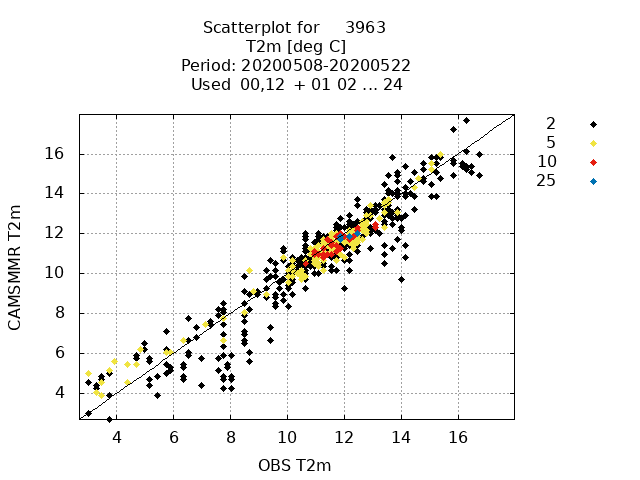 Scatterplot for 3963
T2m [deg C]
Period: 20200508-20200522
Used 00,12 + 01 02 ... 24
2
5
10
25
CAMSMMR T2m
16
14
12
10
8
6
4
4 6 8 10 12 14 16
OBS T2m